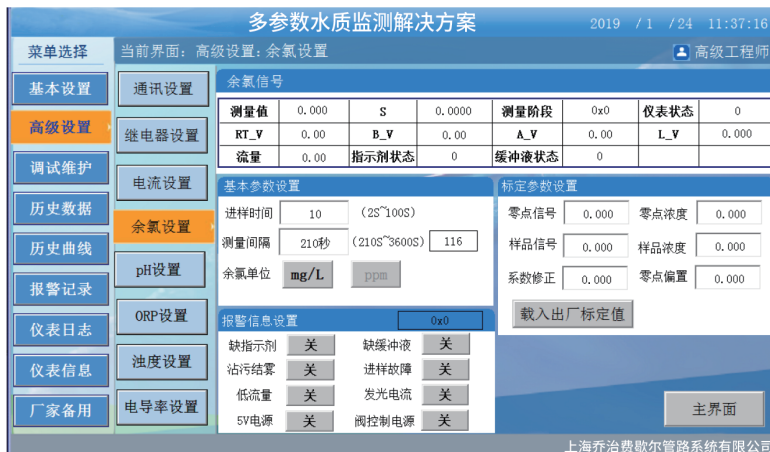 多参数水质监测解决方案
2019 / 1 / 24 11:37:16
菜单选择
当前界面: 高级设置: 余氯设置
高级工程师
基本设置
高级设置
调试维护
历史数据
历史曲线
报警记录
仪表日志
仪表信息
厂家备用
通讯设置
继电器设置
电流设置
余氯设置
pH设置
ORP设置
浊度设置
电导率设置
余氯信号
测量值 0.000 S 0.0000 测量阶段 0x0 仪表状态 0
RT_V 0.00 B_V 0.00 A_V 0.00 L_V 0.000
流量 0.00 指示剂状态 0 缓冲液状态 0
基本参数设置
进样时间 10 (2S~100S)
测量间隔 210秒 (210S~3600S) 116
余氯单位 mg/L ppm
标定参数设置
零点信号 0.000 零点浓度 0.000
样品信号 0.000 样品浓度 0.000
系数修正 0.000 零点偏置 0.000
载入出厂标定值
报警信息设置 0x0
缺指示剂 关 缺缓冲液 关
沾污结雾 关 进样故障 关
低流量 关 发光电流 关
5V电源 关 阀控制电源 关
主界面
上海乔治费歇尔管路系统有限公司